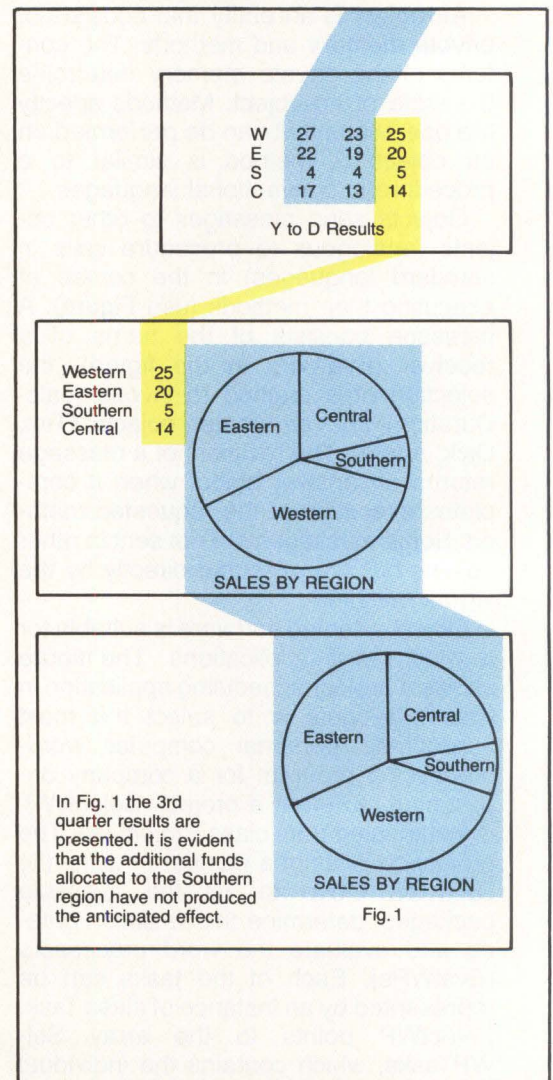 W 27 23 25
E 22 19 20
S 4 4 5
C 17 13 14
Y to D Results
Western 25
Eastern 20
Southern 5
Central 14
Eastern
Central
Southern
Western
SALES BY REGION
In Fig. 1 the 3rd
quarter results are
presented. It is evident
that the additional funds
allocated to the Southern
region have not produced
the anticipated effect.
Eastern
Central
Southern
Western
SALES BY REGION
Fig. 1